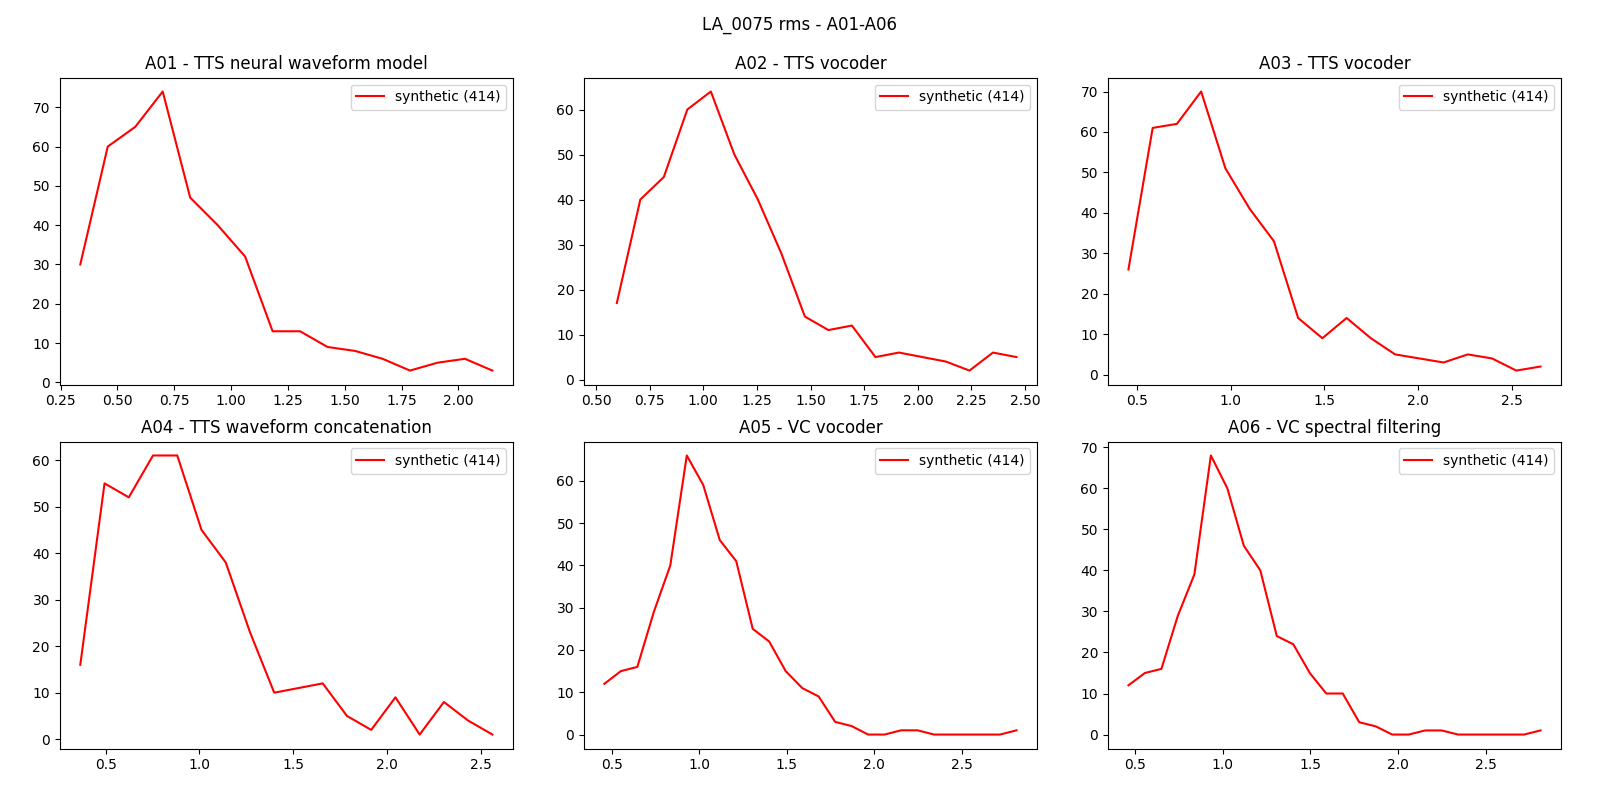 LA_0075 rms - A01-A06
A01 - TTS neural waveform model
synthetic (414)
70
60
50
40
30
20
10
0
0.25 0.50 0.75 1.00 1.25 1.50 1.75 2.00
A02 - TTS vocoder
synthetic (414)
60
50
40
30
20
10
0
0.50 0.75 1.00 1.25 1.50 1.75 2.00 2.25 2.50
A03 - TTS vocoder
synthetic (414)
70
60
50
40
30
20
10
0
0.5 1.0 1.5 2.0 2.5
A04 - TTS waveform concatenation
synthetic (414)
60
50
40
30
20
10
0
0.5 1.0 1.5 2.0 2.5
A05 - VC vocoder
synthetic (414)
60
50
40
30
20
10
0
0.5 1.0 1.5 2.0 2.5
A06 - VC spectral filtering
synthetic (414)
70
60
50
40
30
20
10
0
0.5 1.0 1.5 2.0 2.5